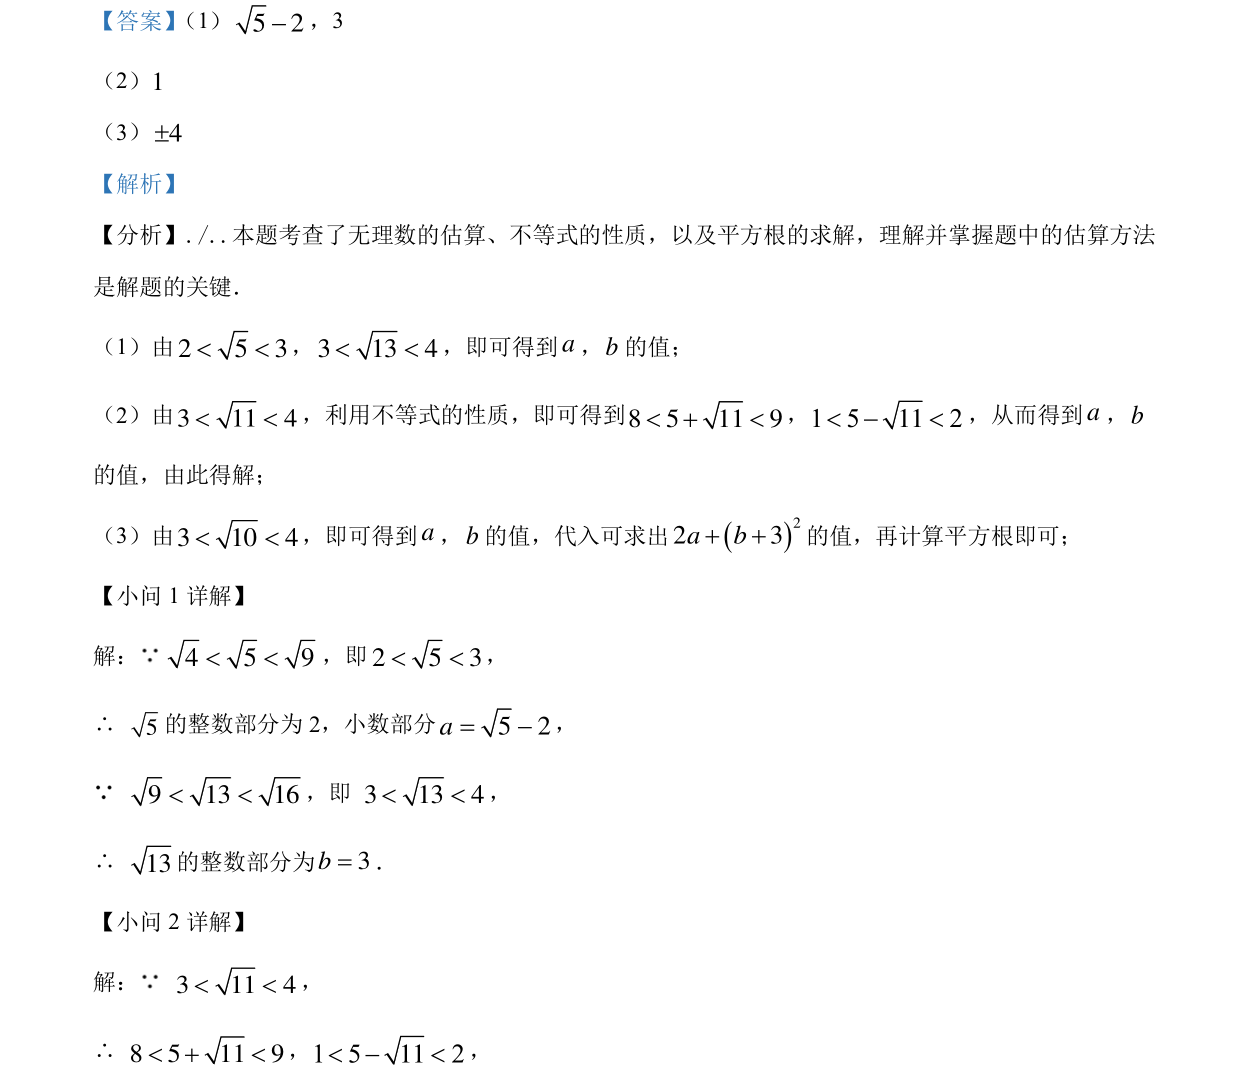 【答案】（1）√5－2，3
（2）1
（3）±4
【解析】
【分析】./..本题考查了无理数的估算、不等式的性质，以及平方根的求解，理解并掌握题中的估算方法
是解题的关键．
（1）由2<√5<3，3<√13<4，即可得到a，b的值；
（2）由3<√11<4，利用不等式的性质，即可得到8<5+√11<9，1<5－√11<2，从而得到a，b
的值，由此得解；
（3）由3<√10<4，即可得到a，b的值，代入可求出2a+(b+3)²的值，再计算平方根即可；
【小问1详解】
解：∵√4<√5<√9，即2<√5<3，
∴ √5的整数部分为2，小数部分a=√5－2，
∵ √9<√13<√16，即 3<√13<4，
∴ √13的整数部分为b=3．
【小问2详解】
解：∵ 3<√11<4，
∴ 8<5+√11<9，1<5－√11<2，